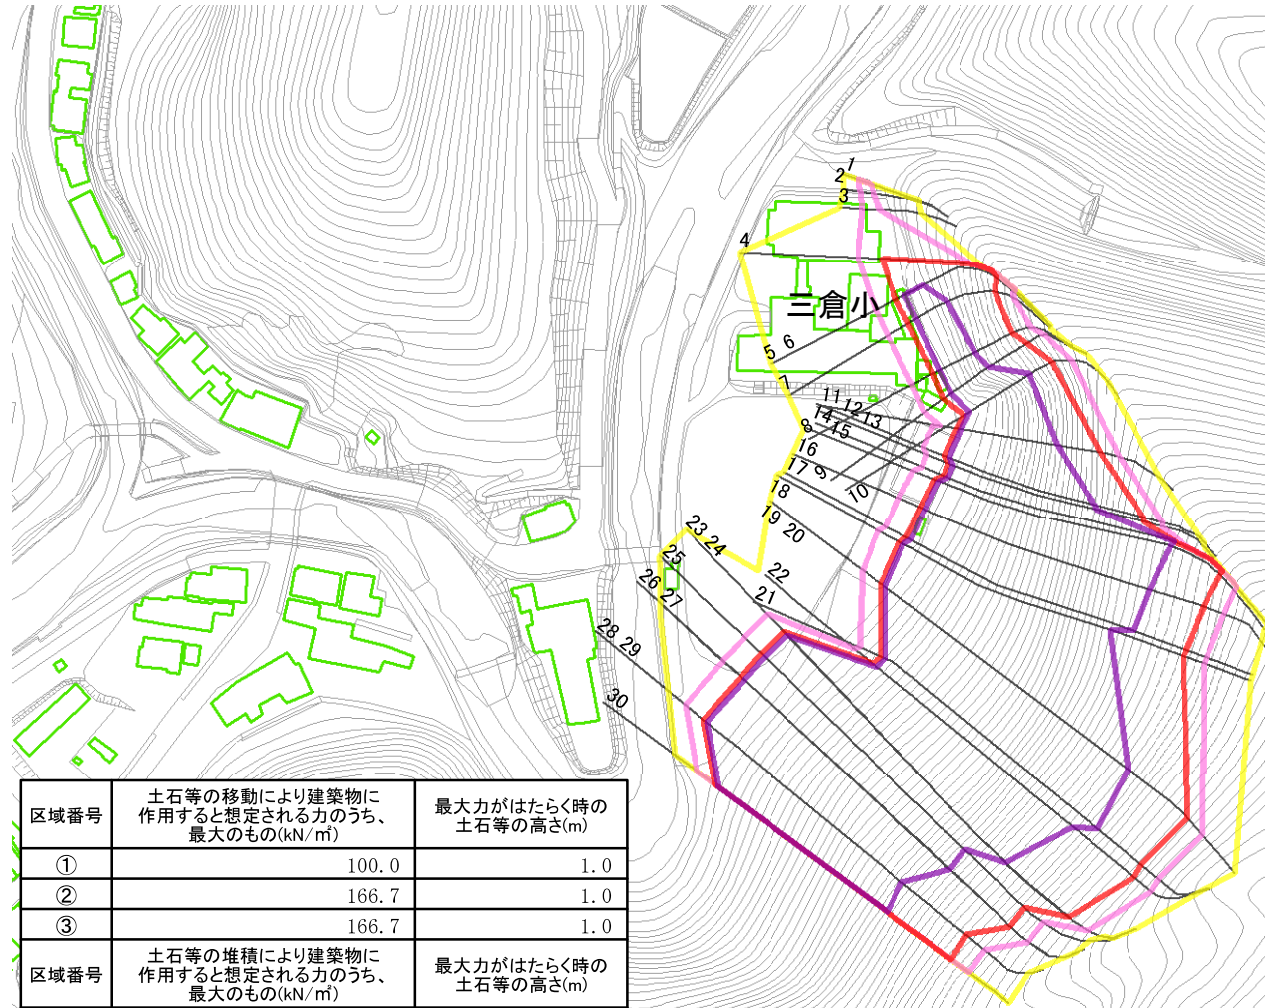 1
2
3
4
三倉小
5 6
7
8
9
10
11 12 13
14 15
16
17
18
19 20
22
21
23 24
25
26 27
28 29
30
区域番号
土石等の移動により建築物に
作用すると想定される力のうち、
最大のもの(kN/㎡)
最大力がはたらく時の
土石等の高さ(m)
① 100.0 1.0
② 166.7 1.0
③ 166.7 1.0
区域番号
土石等の堆積により建築物に
作用すると想定される力のうち、
最大のもの(kN/㎡)
最大力がはたらく時の
土石等の高さ(m)